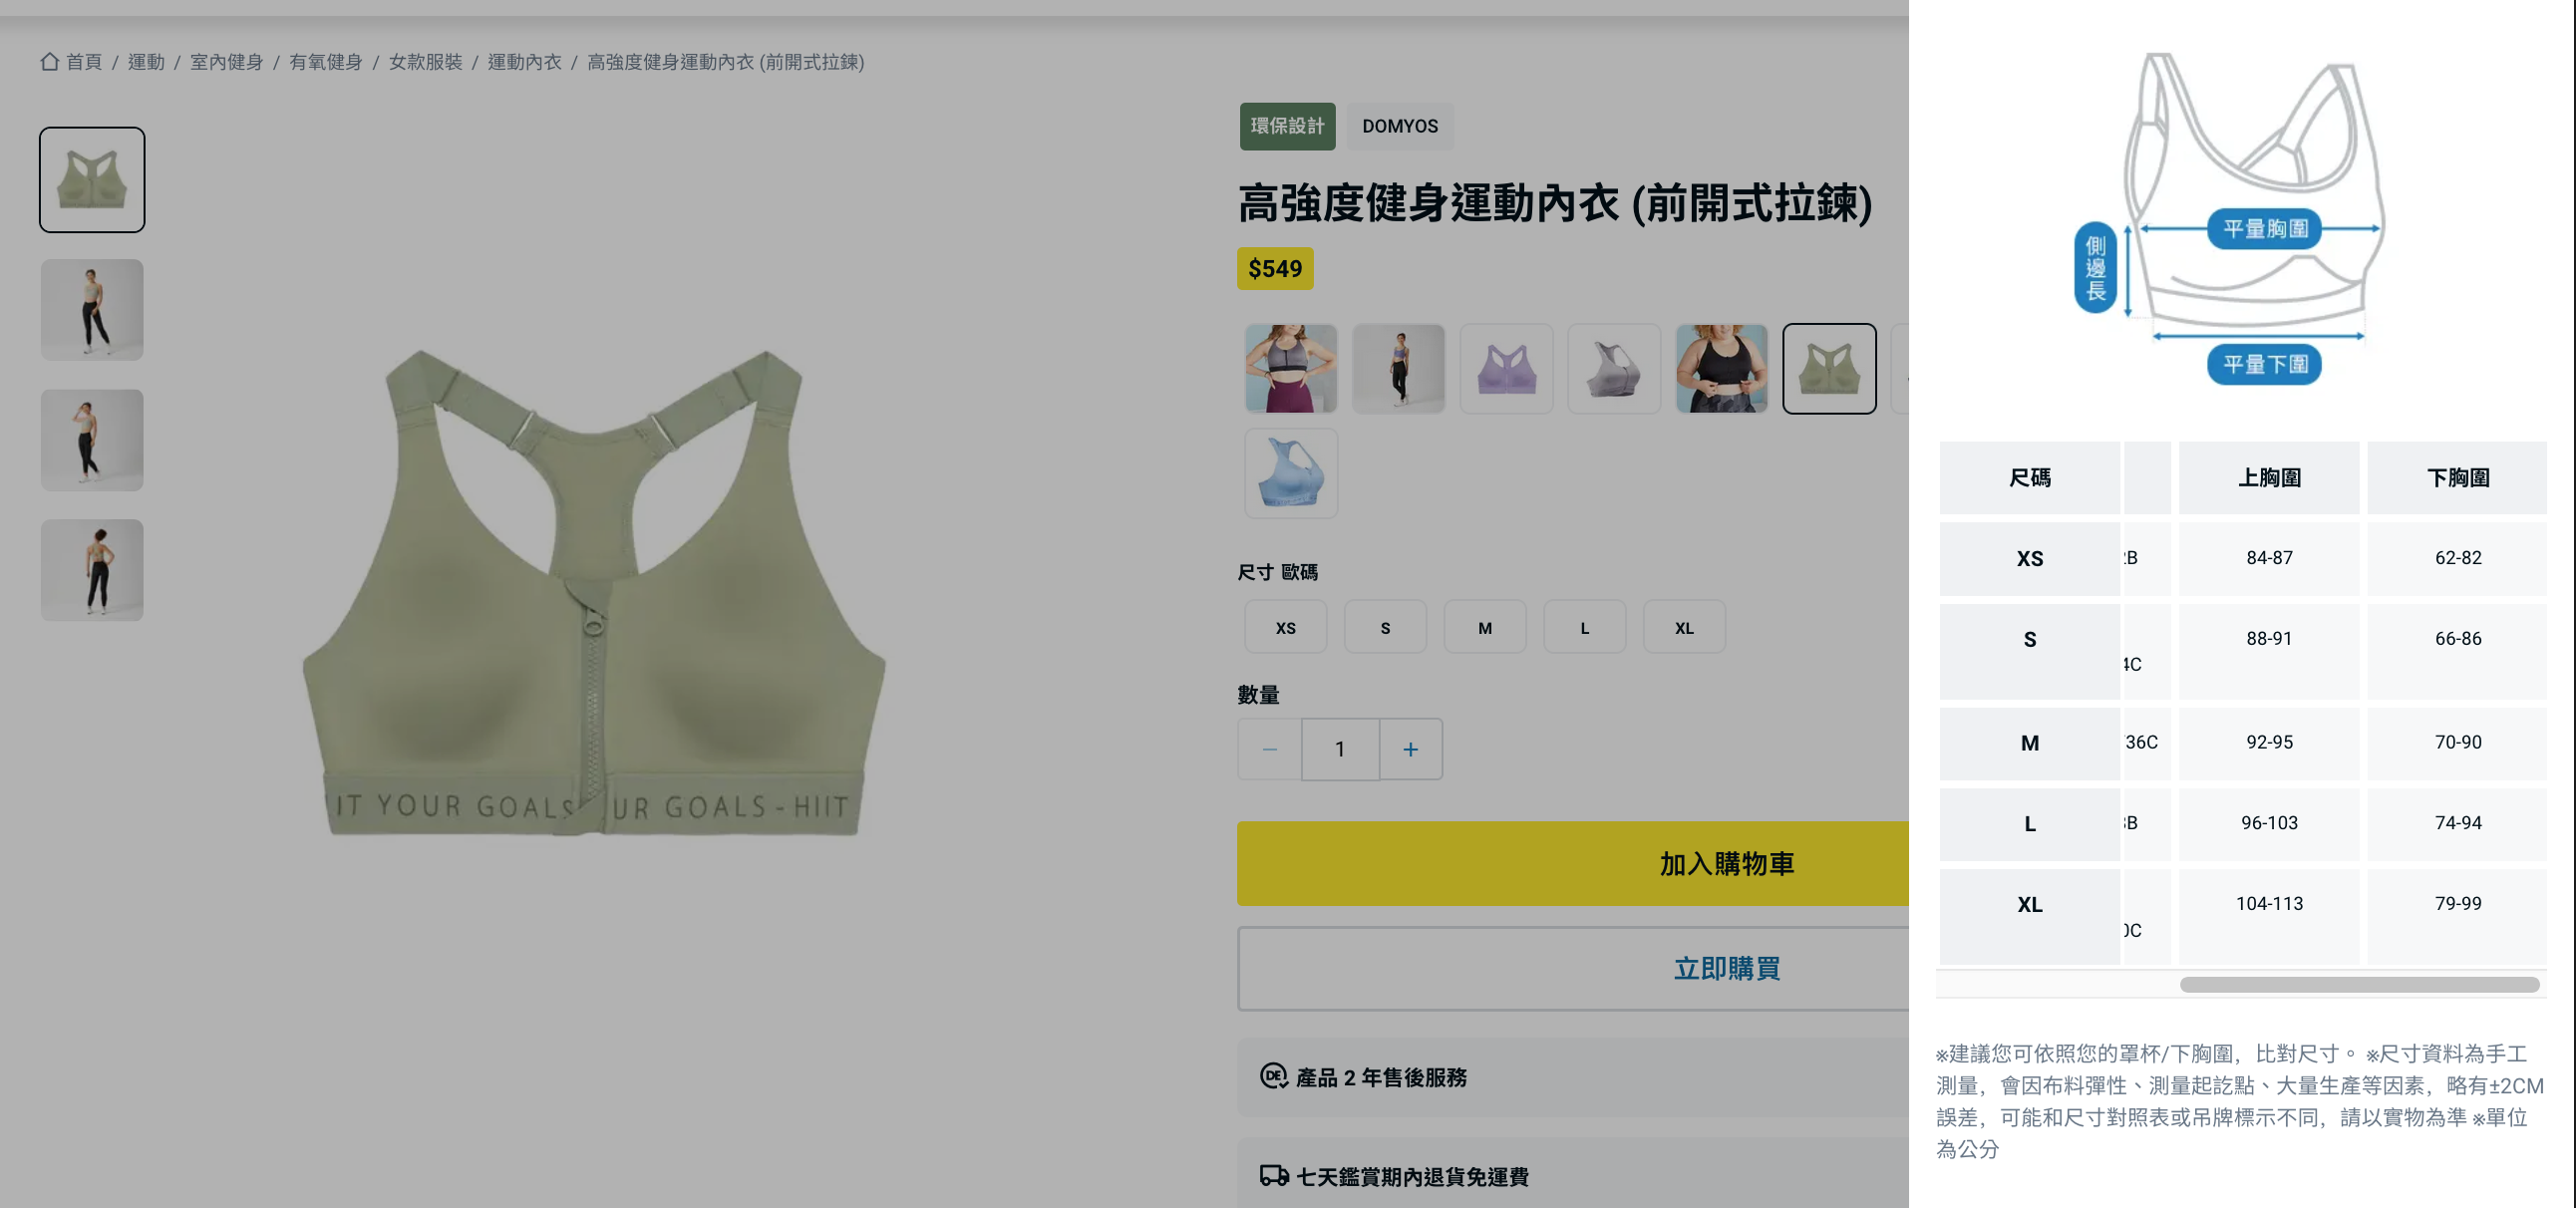 首頁 / 運動 / 室內健身 / 有氧健身 / 女款服裝 / 運動內衣 / 高強度健身運動內衣 (前開式拉鍊)
環保設計 DOMYOS
高強度健身運動內衣 (前開式拉鍊)
$549
尺寸 歐碼
XS S M L XL
數量
− 1 +
加入購物車
立即購買
產品 2 年售後服務
七天鑑賞期內退貨免運費
IT YOUR GOALS UR GOALS - HIIT
平量胸圍
側邊長
平量下圍
尺碼 上胸圍 下胸圍
XS B 84-87 62-82
S 88-91 66-86
4C
M 36C 92-95 70-90
L B 96-103 74-94
XL 104-113 79-99
0C
※建議您可依照您的罩杯/下胸圍，比對尺寸。 ※尺寸資料為手工
測量，會因布料彈性、測量起訖點、大量生產等因素，略有±2CM
誤差，可能和尺寸對照表或吊牌標示不同，請以實物為準 ※單位
為公分